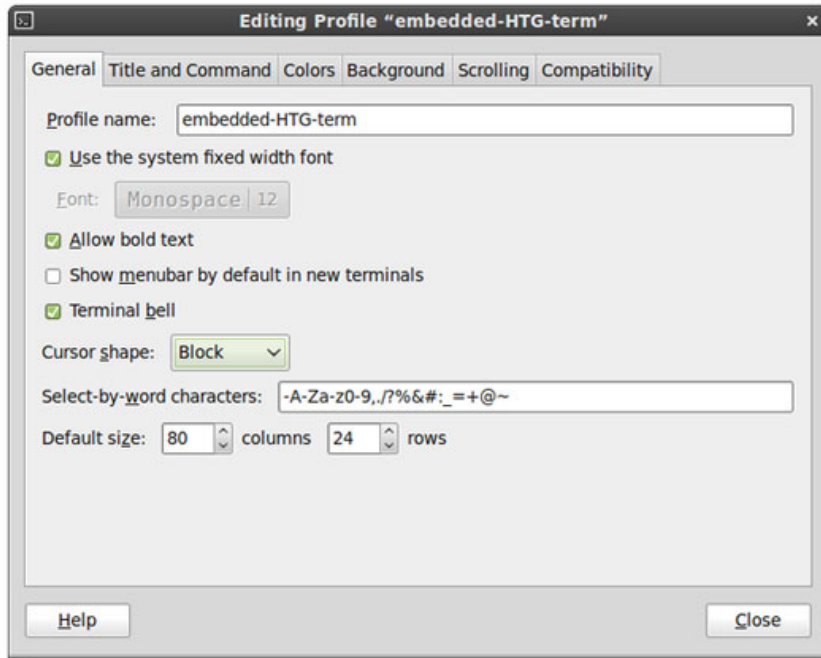 Editing Profile “embedded-HTG-term”
General Title and Command Colors Background Scrolling Compatibility
Profile name: embedded-HTG-term
Use the system fixed width font
Font: Monospace 12
Allow bold text
Show menubar by default in new terminals
Terminal bell
Cursor shape: Block
Select-by-word characters: -A-Za-z0-9,./?%&#:_=+@~
Default size: 80 columns 24 rows
Help Close